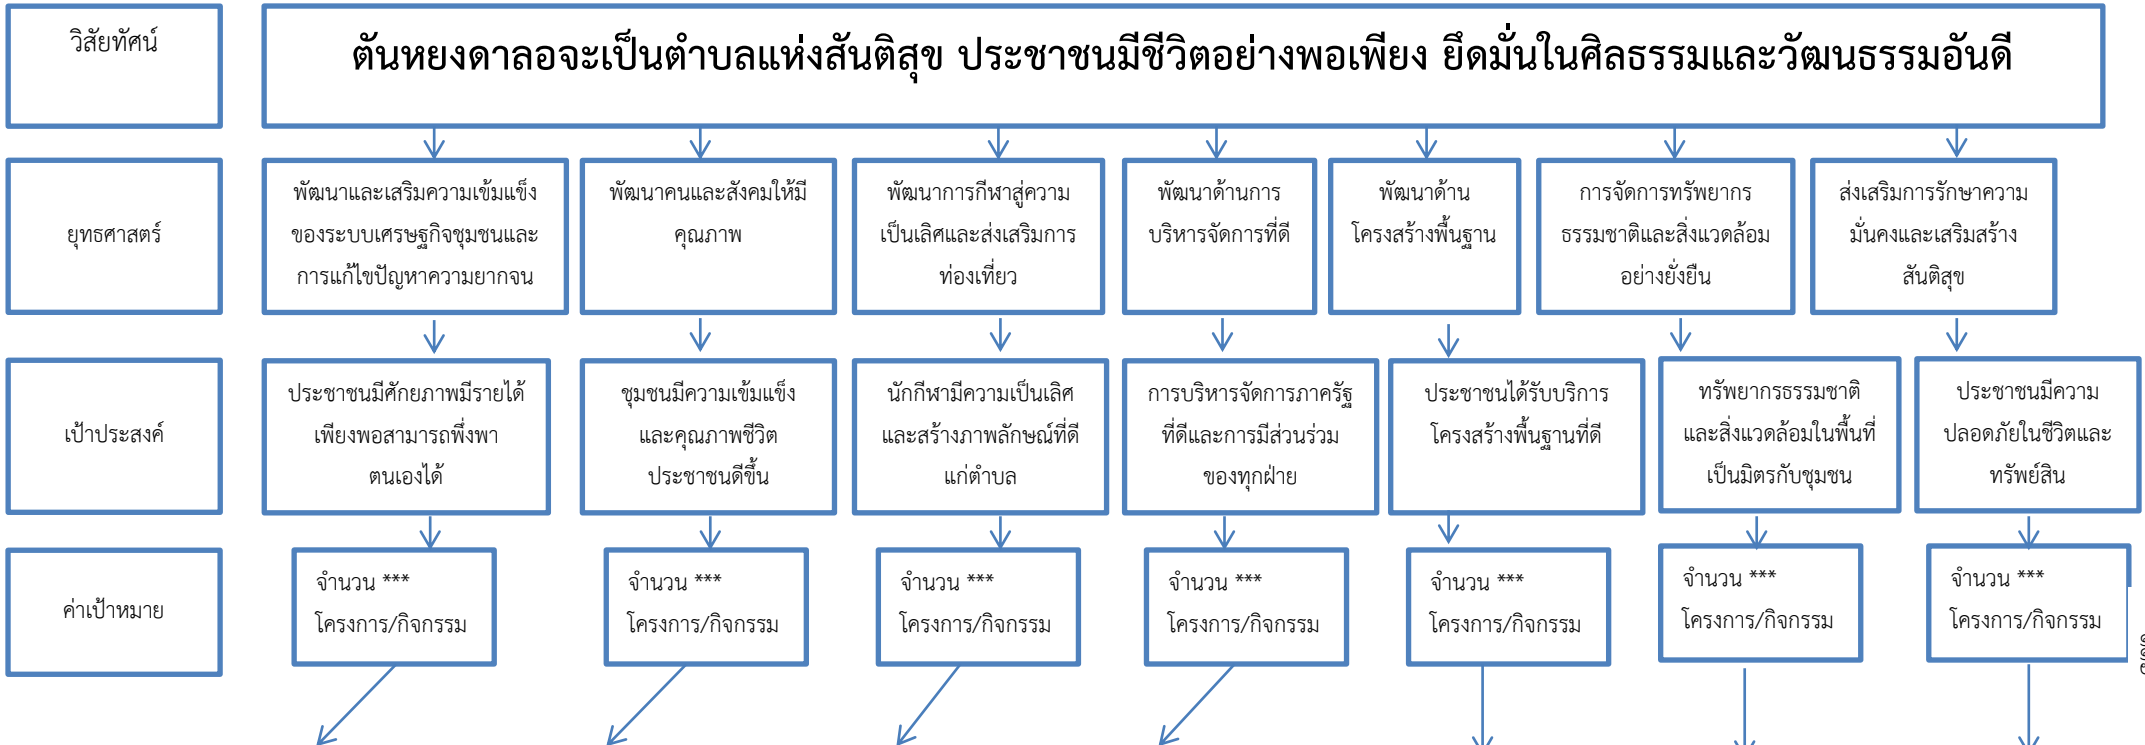 วิสัยทัศน์
ตันหยงดาลอจะเป็นตำบลแห่งสันติสุข ประชาชนมีชีวิตอย่างพอเพียง ยึดมั่นในศิลธรรมและวัฒนธรรมอันดี
ยุทธศาสตร์
พัฒนาและเสริมความเข้มแข็ง
ของระบบเศรษฐกิจชุมชนและ
การแก้ไขปัญหาความยากจน
พัฒนาคนและสังคมให้มี
คุณภาพ
พัฒนาการกีฬาสู่ความ
เป็นเลิศและส่งเสริมการ
ท่องเที่ยว
พัฒนาด้านการ
บริหารจัดการที่ดี
พัฒนาด้าน
โครงสร้างพื้นฐาน
การจัดการทรัพยากร
ธรรมชาติและสิ่งแวดล้อม
อย่างยั่งยืน
ส่งเสริมการรักษาความ
มั่นคงและเสริมสร้าง
สันติสุข
เป้าประสงค์
ประชาชนมีศักยภาพมีรายได้
เพียงพอสามารถพึ่งพา
ตนเองได้
ชุมชนมีความเข้มแข็ง
และคุณภาพชีวิต
ประชาชนดีขึ้น
นักกีฬามีความเป็นเลิศ
และสร้างภาพลักษณ์ที่ดี
แก่ตำบล
การบริหารจัดการภาครัฐ
ที่ดีและการมีส่วนร่วม
ของทุกฝ่าย
ประชาชนได้รับบริการ
โครงสร้างพื้นฐานที่ดี
ทรัพยากรธรรมชาติ
และสิ่งแวดล้อมในพื้นที่
เป็นมิตรกับชุมชน
ประชาชนมีความ
ปลอดภัยในชีวิตและ
ทรัพย์สิน
ค่าเป้าหมาย
จำนวน ***
โครงการ/กิจกรรม
จำนวน ***
โครงการ/กิจกรรม
จำนวน ***
โครงการ/กิจกรรม
จำนวน ***
โครงการ/กิจกรรม
จำนวน ***
โครงการ/กิจกรรม
จำนวน ***
โครงการ/กิจกรรม
จำนวน ***
โครงการ/กิจกรรม